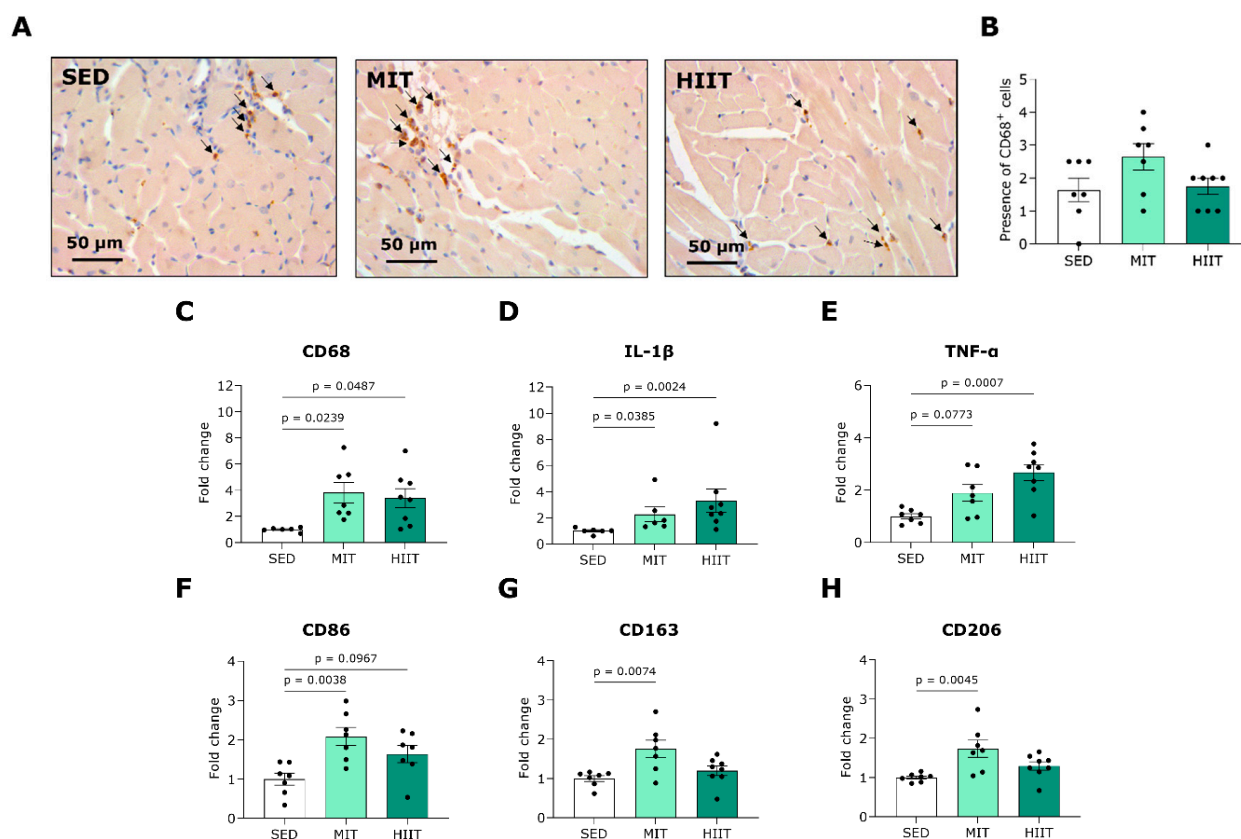 A
SED
50 µm
MIT
50 µm
HIIT
50 µm
B
Presence of CD68+ cells
5
4
3
2
1
0
SED MIT HIIT
C
CD68
p = 0.0487
p = 0.0239
Fold change
12
10
8
6
4
2
0
SED MIT HIIT
D
IL-1β
p = 0.0024
p = 0.0385
Fold change
12
10
8
6
4
2
0
SED MIT HIIT
E
TNF-α
p = 0.0007
p = 0.0773
Fold change
6
4
2
0
SED MIT HIIT
F
CD86
p = 0.0967
p = 0.0038
Fold change
4
3
2
1
0
SED MIT HIIT
G
CD163
p = 0.0074
Fold change
4
3
2
1
0
SED MIT HIIT
H
CD206
p = 0.0045
Fold change
4
3
2
1
0
SED MIT HIIT